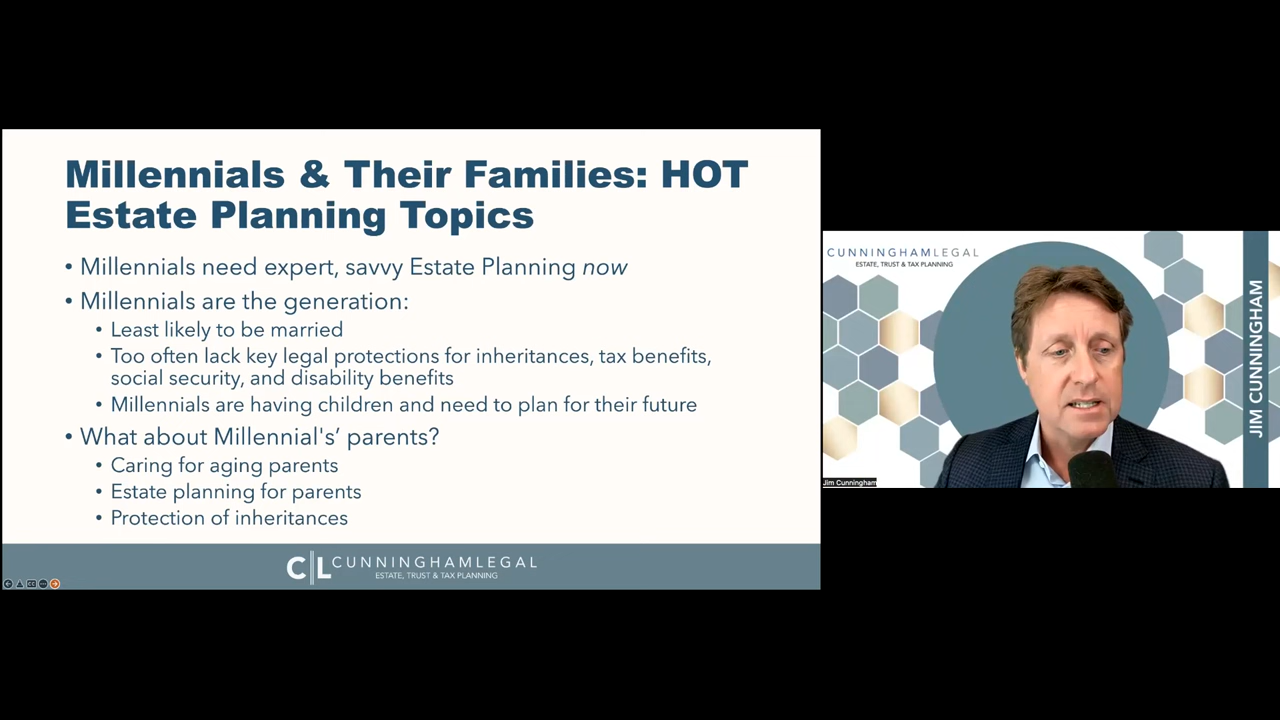 Millennials & Their Families: HOT
Estate Planning Topics
• Millennials need expert, savvy Estate Planning now
• Millennials are the generation:
• Least likely to be married
• Too often lack key legal protections for inheritances, tax benefits,
social security, and disability benefits
• Millennials are having children and need to plan for their future
• What about Millennial's’ parents?
• Caring for aging parents
• Estate planning for parents
• Protection of inheritances
C|L CUNNINGHAMLEGAL
ESTATE, TRUST & TAX PLANNING
CUNNINGHAMLEGAL
ESTATE, TRUST & TAX PLANNING
JIM CUNNINGHAM
Jim Cunningham